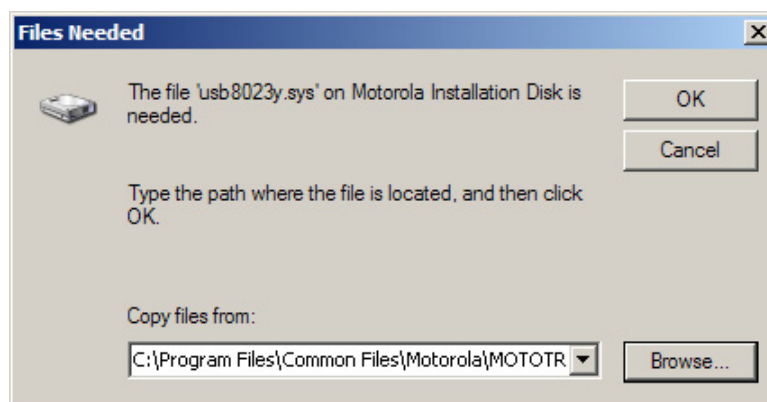 Files Needed
The file 'usb8023y.sys' on Motorola Installation Disk is
needed.
OK
Cancel
Type the path where the file is located, and then click
OK.
Copy files from:
C:\Program Files\Common Files\Motorola\MOTOTR
Browse...